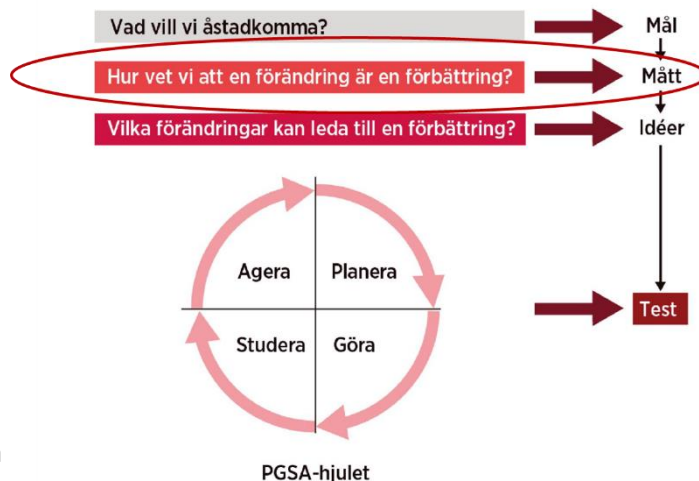 Vad vill vi åstadkomma?
Mål
Hur vet vi att en förändring är en förbättring?
Mått
Vilka förändringar kan leda till en förbättring?
Idéer
Agera
Planera
Test
Studera
Göra
PGSA-hjulet